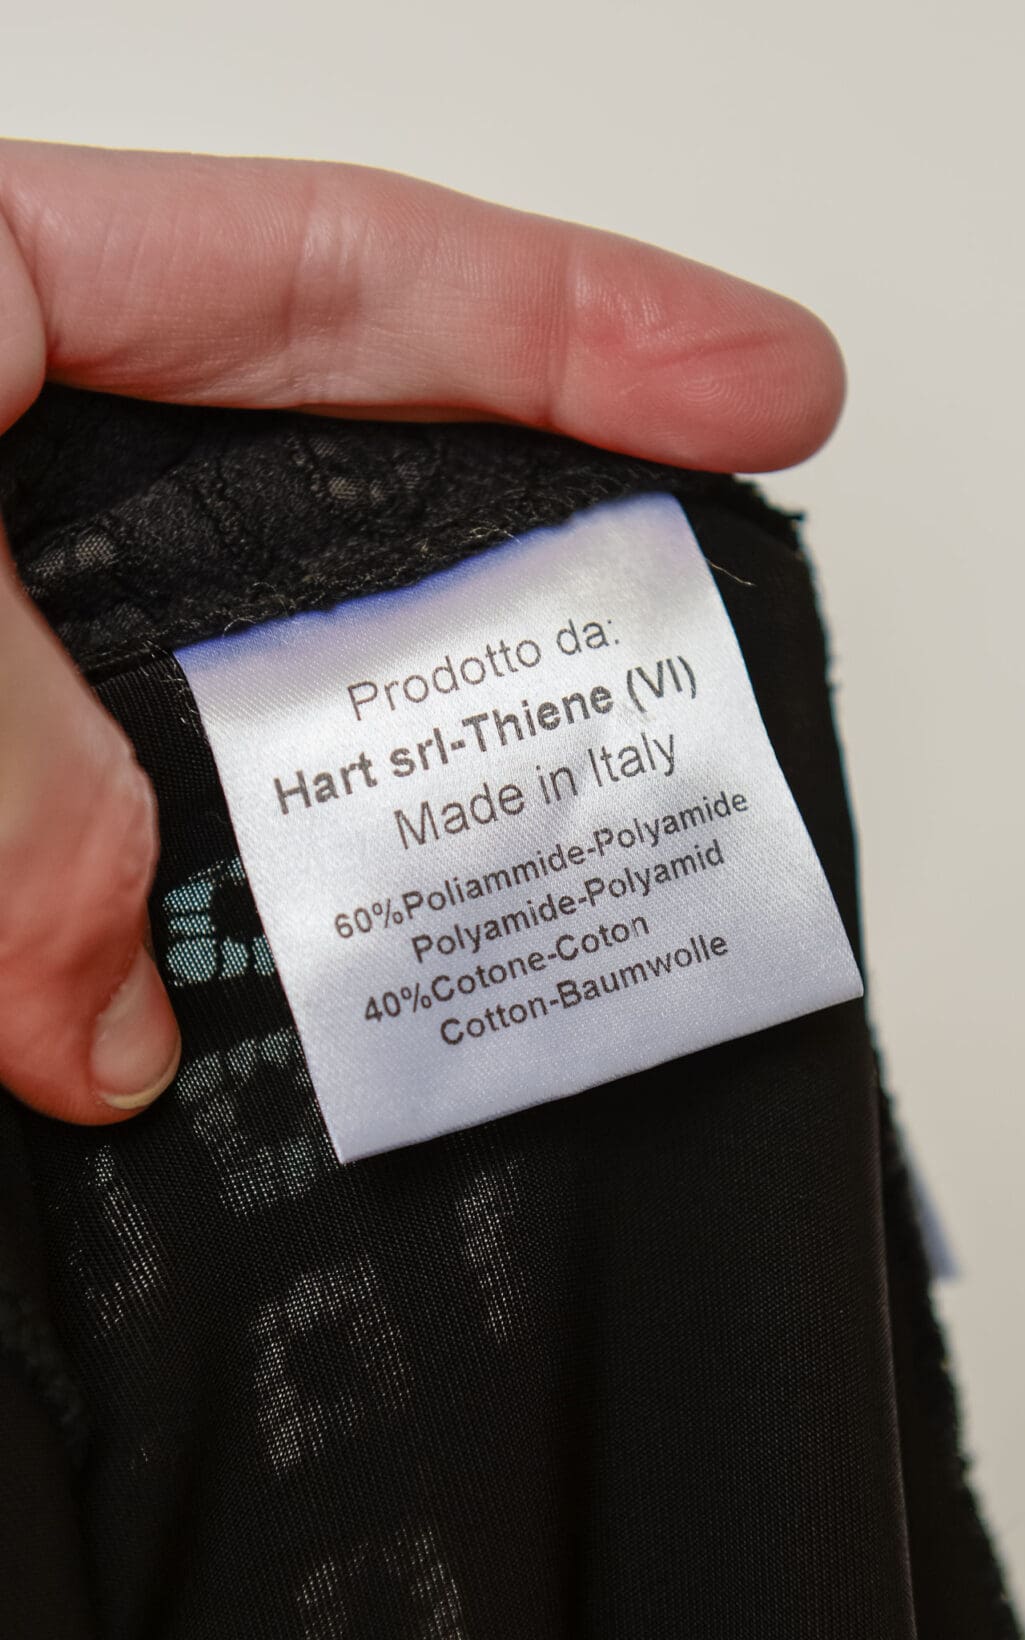 Prodotto da:
Hart srl-Thiene (VI)
Made in Italy
60%Poliammide-Polyamide
Polyamide-Polyamid
40%Cotone-Coton
Cotton-Baumwolle